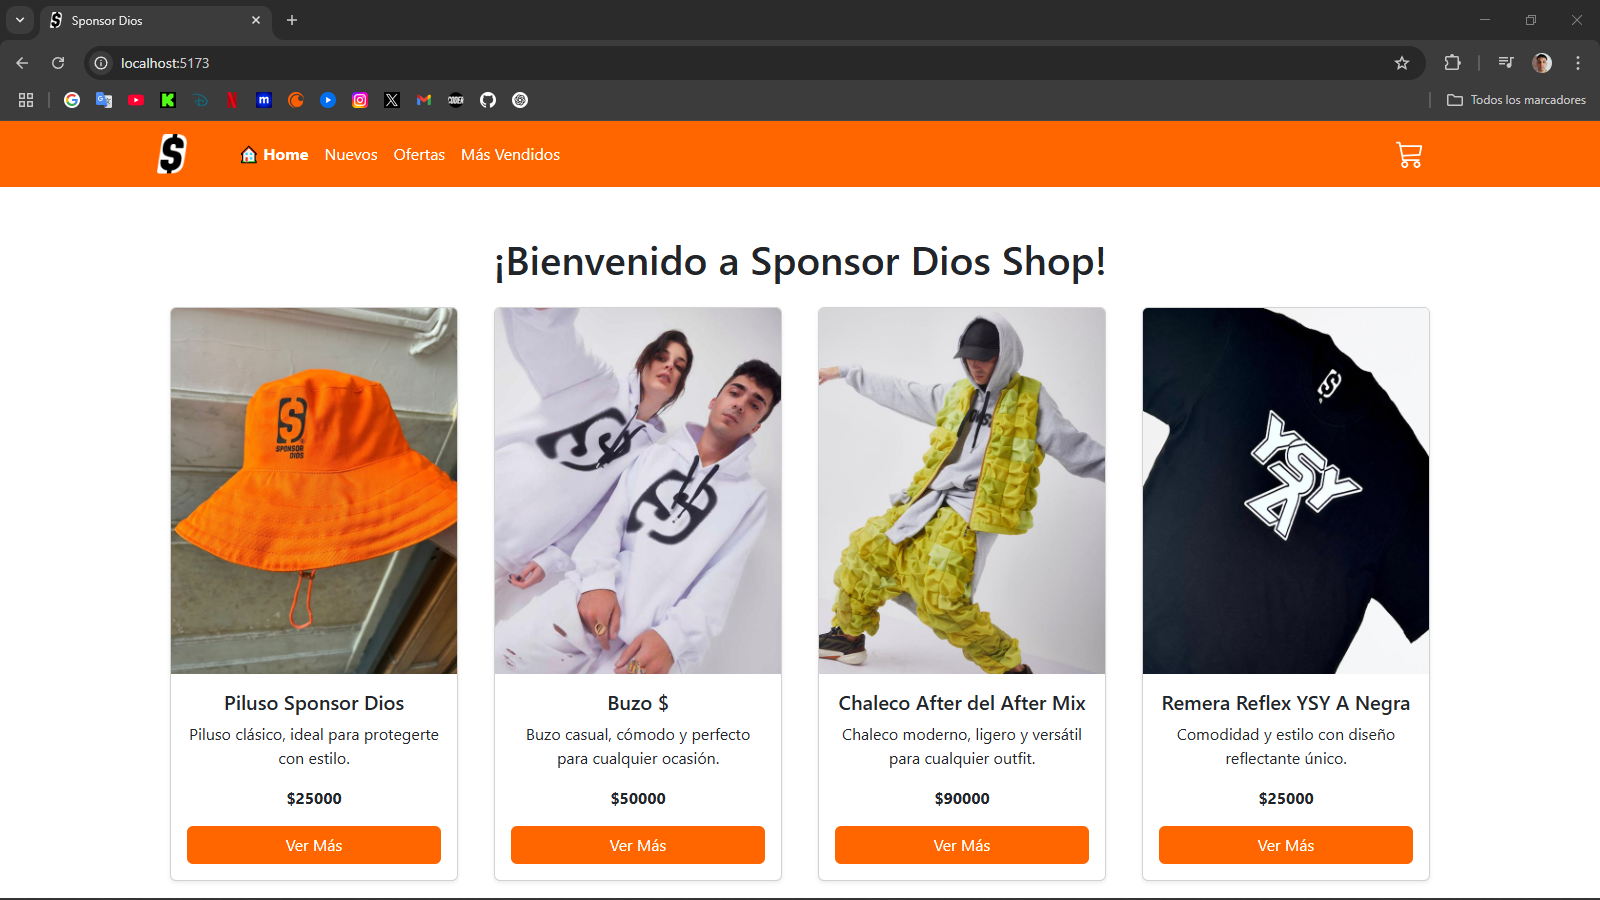 Sponsor Dios
localhost:5173
Todos los marcadores
Home Nuevos Ofertas Más Vendidos
¡Bienvenido a Sponsor Dios Shop!
SPONSOR
DIOS
YSY
A
Piluso Sponsor Dios
Piluso clásico, ideal para protegerte
con estilo.
$25000
Ver Más
Buzo $
Buzo casual, cómodo y perfecto
para cualquier ocasión.
$50000
Ver Más
Chaleco After del After Mix
Chaleco moderno, ligero y versátil
para cualquier outfit.
$90000
Ver Más
Remera Reflex YSY A Negra
Comodidad y estilo con diseño
reflectante único.
$25000
Ver Más